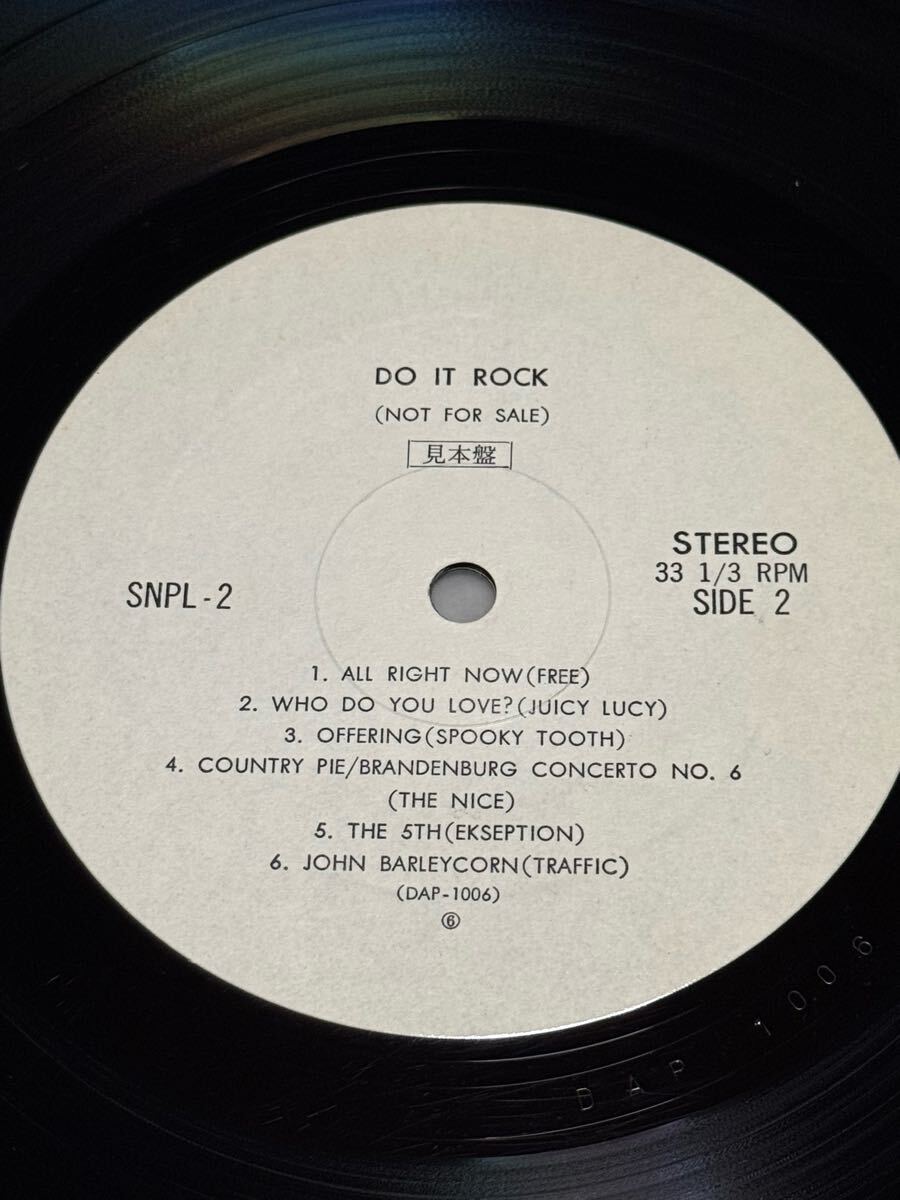 DO IT ROCK
(NOT FOR SALE)
見本盤
SNPL-2
STEREO
33 1/3 RPM
SIDE 2
1. ALL RIGHT NOW(FREE)
2. WHO DO YOU LOVE?(JUICY LUCY)
3. OFFERING(SPOOKY TOOTH)
4. COUNTRY PIE/BRANDENBURG CONCERTO NO. 6
(THE NICE)
5. THE 5TH(EKSEPTION)
6. JOHN BARLEYCORN(TRAFFIC)
(DAP-1006)
⑥
DAP 1006